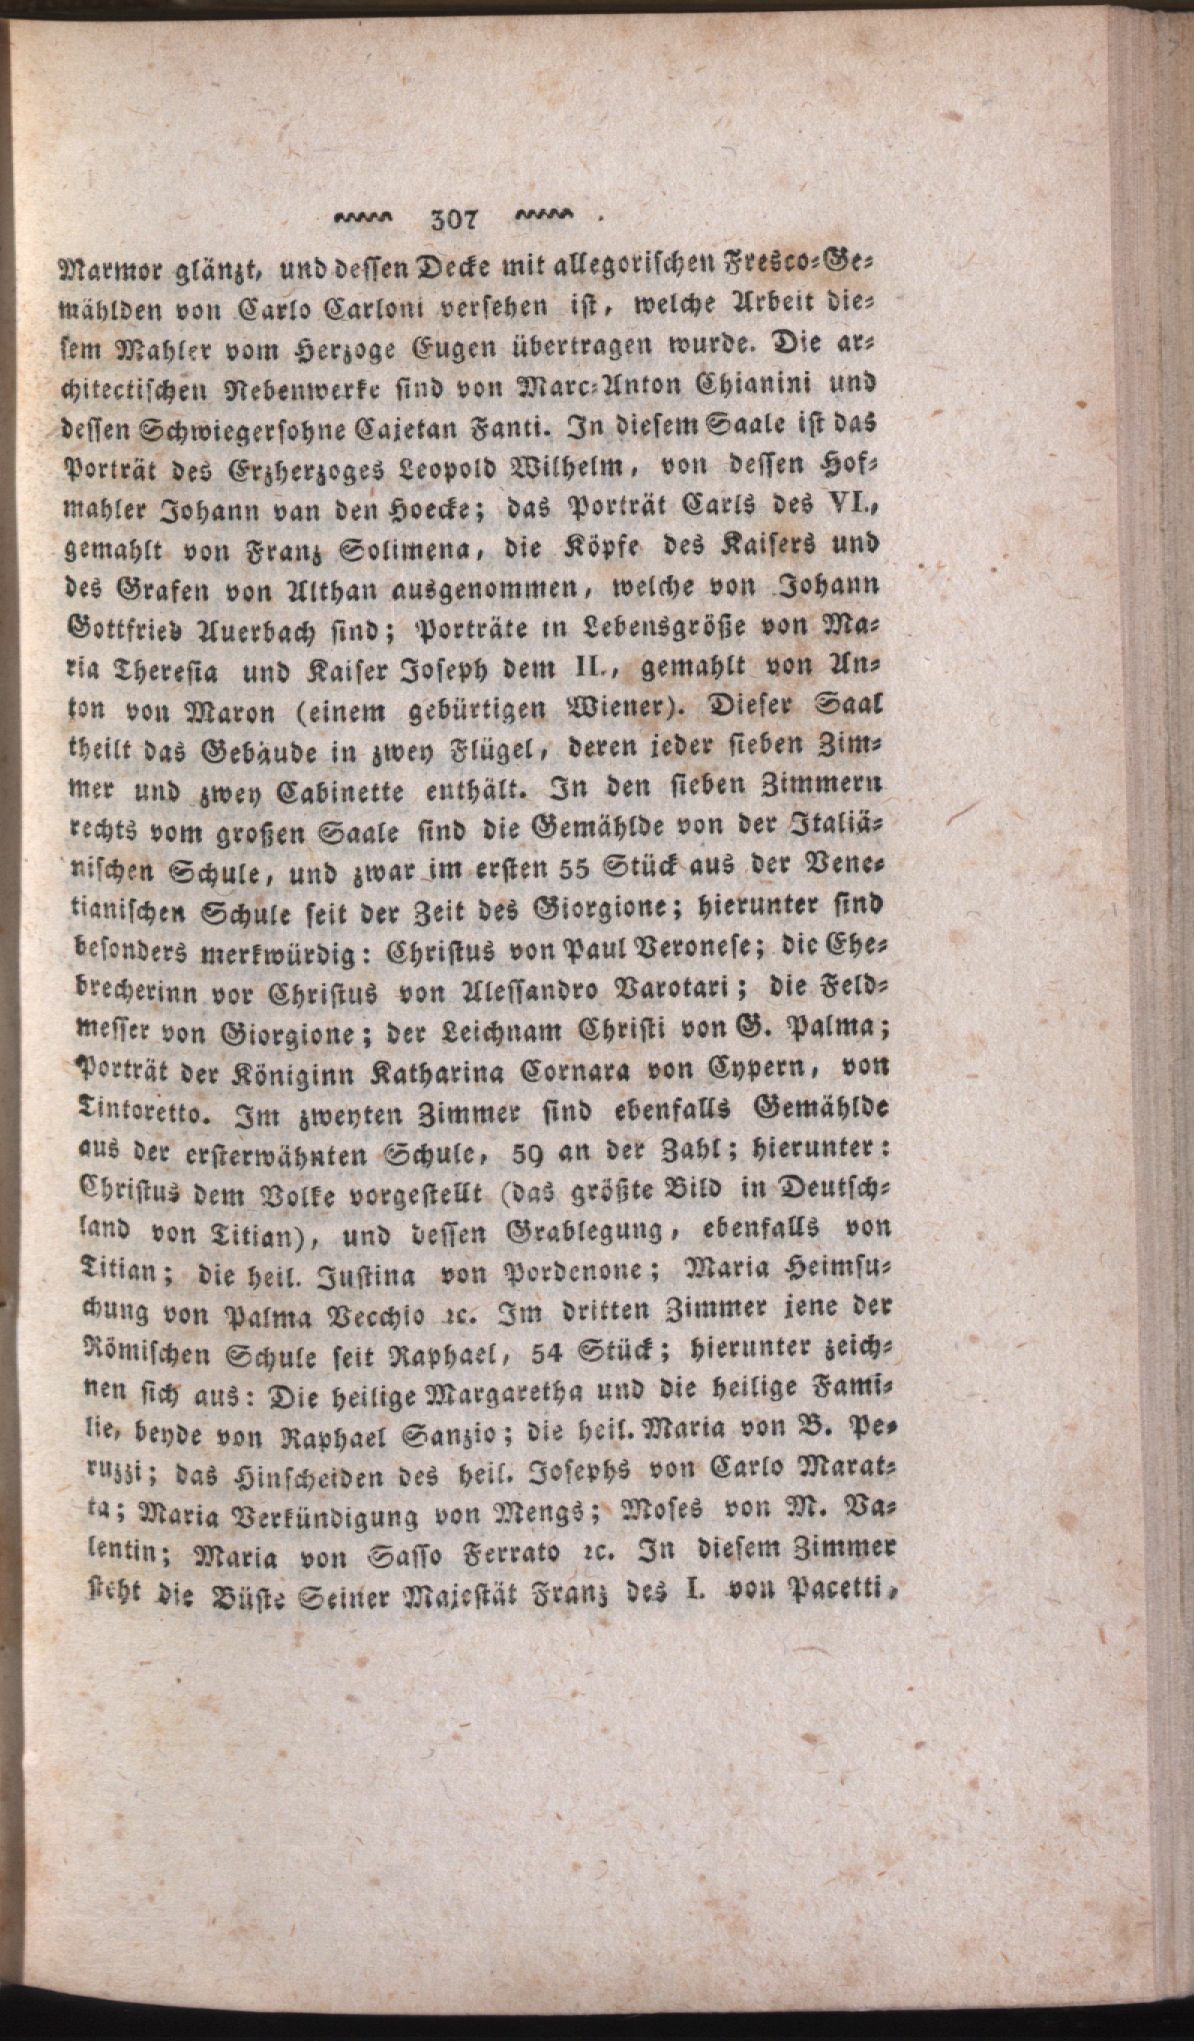 307
Marmor glänzt, und dessen Decke mit allegorischen Fresco-Ge-
mählden von Carlo Carloni versehen ist, welche Arbeit die-
sem Mahler vom Herzoge Eugen übertragen wurde. Die ar-
chitectischen Nebenwerke sind von Marc-Anton Chianini und
dessen Schwiegersohne Cajetan Fanti. In diesem Saale ist das
Porträt des Erzherzoges Leopold Wilhelm, von dessen Hof-
mahler Johann van den Hoecke; das Porträt Carls des VI.,
gemahlt von Franz Solimena, die Köpfe des Kaisers und
des Grafen von Althan ausgenommen, welche von Johann
Gottfried Auerbach sind; Porträte in Lebensgröße von Ma-
ria Theresia und Kaiser Joseph dem II., gemahlt von An-
ton von Maron (einem gebürtigen Wiener). Dieser Saal
theilt das Gebäude in zwey Flügel, deren jeder sieben Zim-
mer und zwey Cabinette enthält. In den sieben Zimmern
rechts vom großen Saale sind die Gemählde von der Italiä-
nischen Schule, und zwar im ersten 55 Stück aus der Vene-
tianischen Schule seit der Zeit des Giorgione; hierunter sind
besonders merkwürdig: Christus von Paul Veronese; die Ehe-
brecherinn vor Christus von Alessandro Varotari; die Feld-
messer von Giorgione; der Leichnam Christi von G. Palma;
Porträt der Königinn Katharina Cornara von Cypern, von
Tintoretto. Im zweyten Zimmer sind ebenfalls Gemählde
aus der ersterwähnten Schule, 59 an der Zahl; hierunter:
Christus dem Volke vorgestellt (das größte Bild in Deutsch-
land von Titian), und dessen Grablegung, ebenfalls von
Titian; die heil. Justina von Pordenone; Maria Heimsu-
chung von Palma Vecchio ꝛc. Im dritten Zimmer jene der
Römischen Schule seit Raphael, 54 Stück; hierunter zeich-
nen sich aus: Die heilige Margaretha und die heilige Fami-
lie, beyde von Raphael Sanzio; die heil. Maria von B. Pe-
ruzzi; das Hinscheiden des heil. Josephs von Carlo Marat-
ta; Maria Verkündigung von Mengs; Moses von M. Va-
lentin; Maria von Sasso Ferrato ꝛc. In diesem Zimmer
steht die Büste Seiner Majestät Franz des I. von Pacetti,